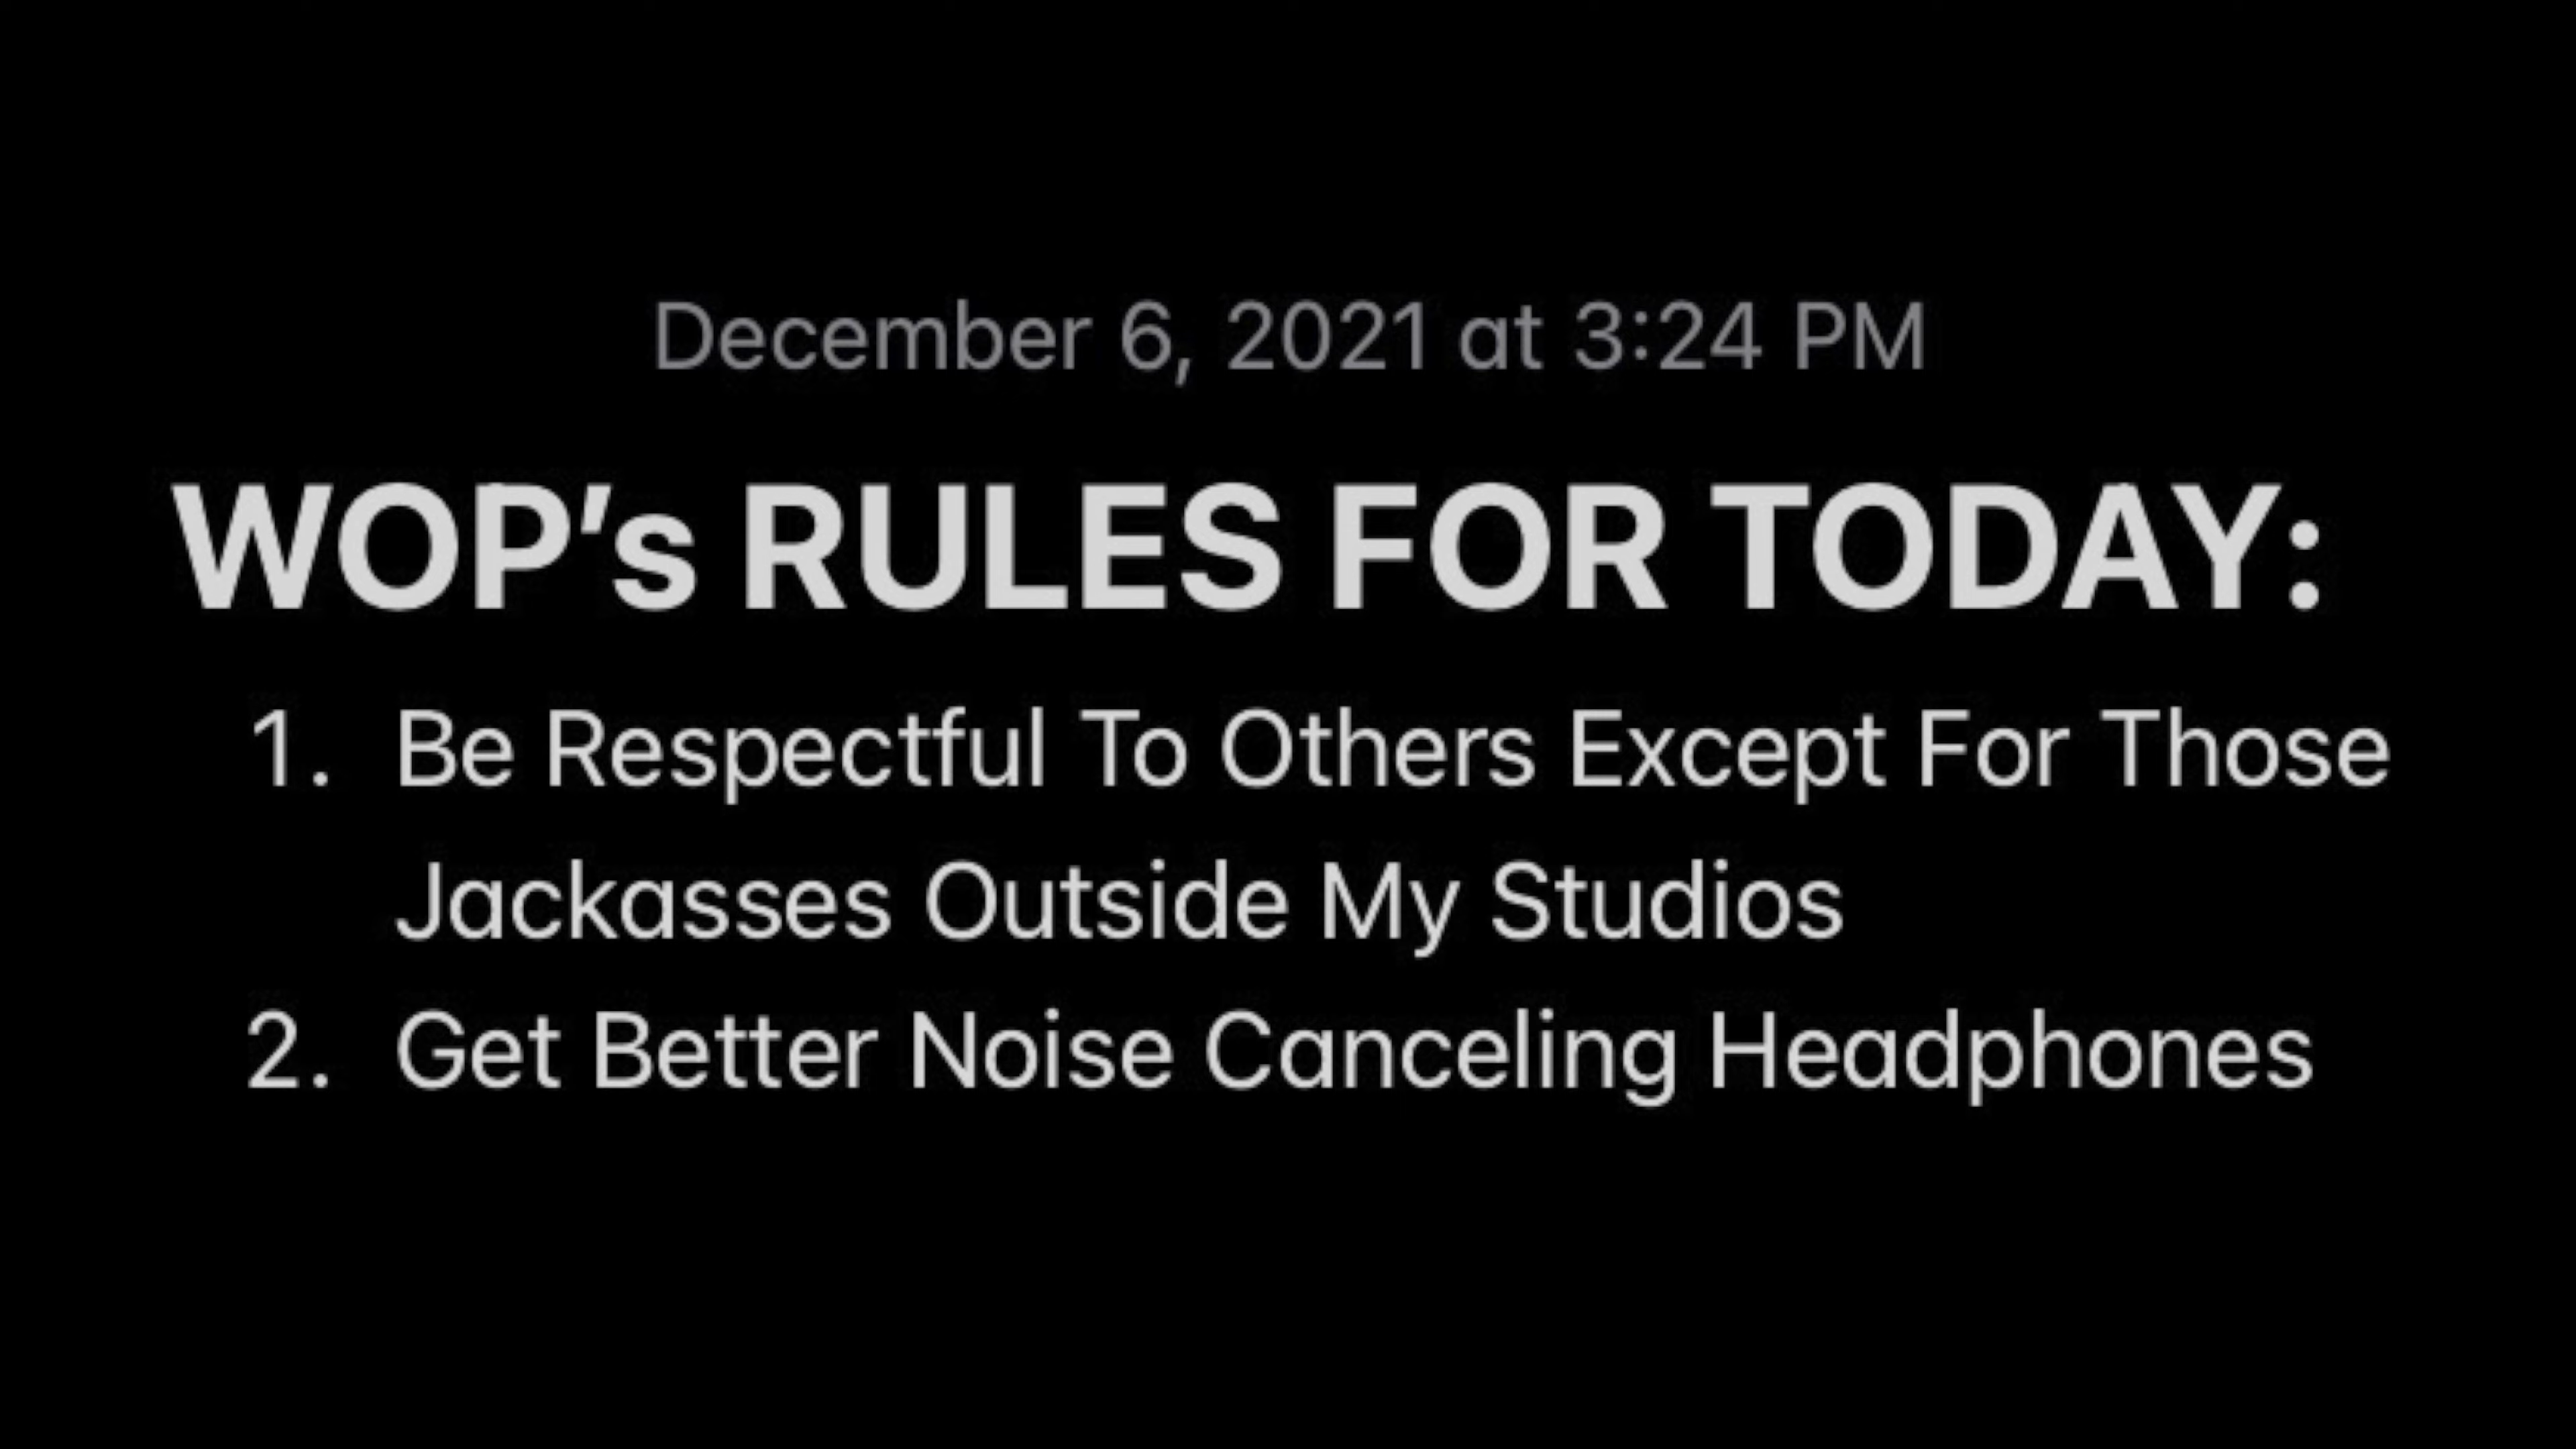 December 6, 2021 at 3:24 PM
WOP’s RULES FOR TODAY:
1. Be Respectful To Others Except For Those
Jackasses Outside My Studios
2. Get Better Noise Canceling Headphones